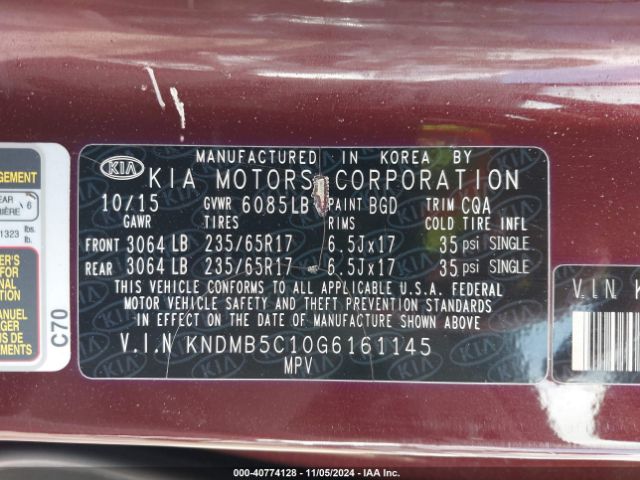 MANUFACTURED IN KOREA BY
KIA
KIA MOTORS CORPORATION
10/15 GVWR 6085LB PAINT BGD TRIM CQA
GAWR TIRES RIMS COLD TIRE INFL
FRONT 3064 LB 235/65R17 6.5Jx17 35 psi SINGLE
REAR 3064 LB 235/65R17 6.5Jx17 35 psi SINGLE
THIS VEHICLE CONFORMS TO ALL APPLICABLE U.S.A. FEDERAL
MOTOR VEHICLE SAFETY AND THEFT PREVENTION STANDARDS
IN EFFECT ON THE DATE OF MANUFACTURE SHOWN ABOVE
V.I.N KNDMB5C10G6161145
MPV
C70
V.I.N. K
000-40774128 - 11/05/2024 - IAA Inc.